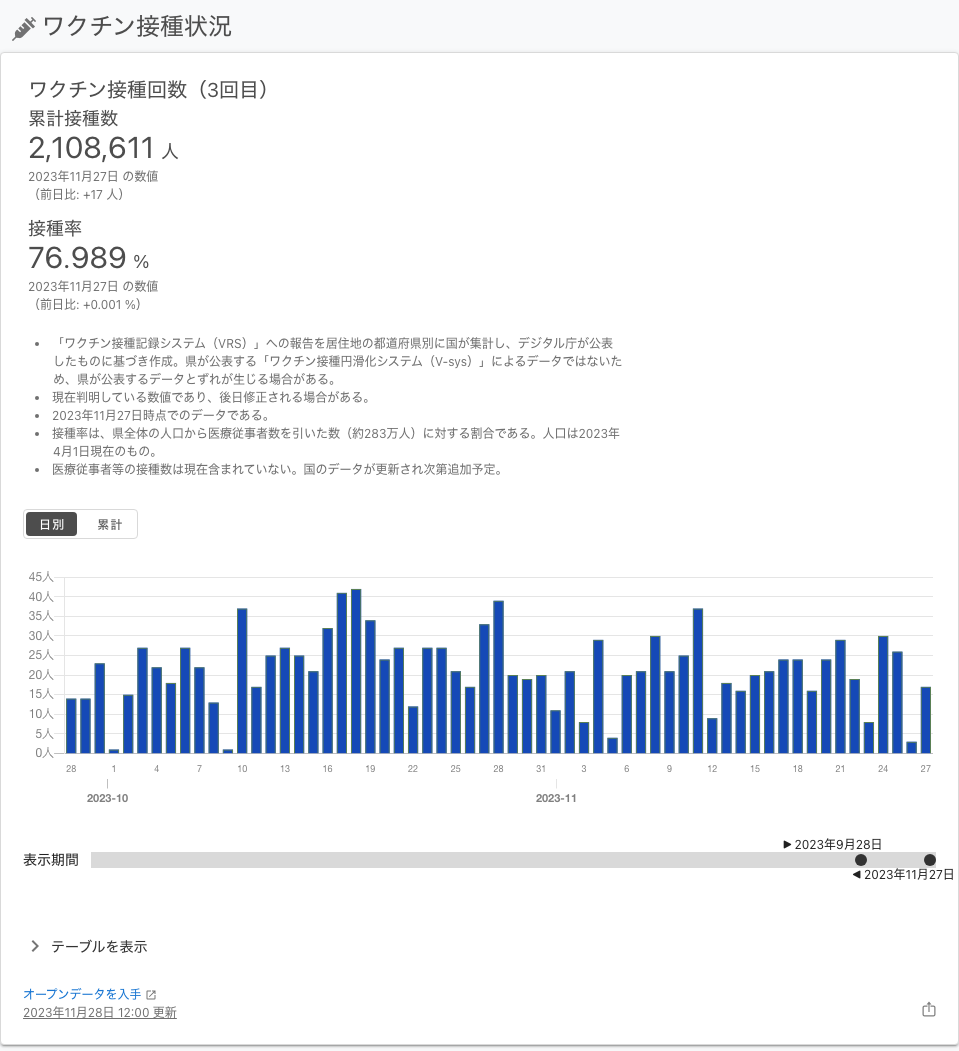 ワクチン接種状況
ワクチン接種回数（3回目）
累計接種数
2,108,611 人
2023年11月27日 の数値
（前日比: +17 人）
接種率
76.989 %
2023年11月27日 の数値
（前日比: +0.001 %）
• 「ワクチン接種記録システム（VRS）」への報告を居住地の都道府県別に国が集計し、デジタル庁が公表
したものに基づき作成。県が公表する「ワクチン接種円滑化システム（V-sys）」によるデータではないた
め、県が公表するデータとずれが生じる場合がある。
• 現在判明している数値であり、後日修正される場合がある。
• 2023年11月27日時点でのデータである。
• 接種率は、県全体の人口から医療従事者数を引いた数（約283万人）に対する割合である。人口は2023年
4月1日現在のもの。
• 医療従事者等の接種数は現在含まれていない。国のデータが更新され次第追加予定。
日別 累計
45人
40人
35人
30人
25人
20人
15人
10人
5人
0人
28 1 4 7 10 13 16 19 22 25 28 31 3 6 9 12 15 18 21 24 27
2023-10 2023-11
▶ 2023年9月28日
表示期間
◀ 2023年11月27日
テーブルを表示
オープンデータを入手
2023年11月28日 12:00 更新